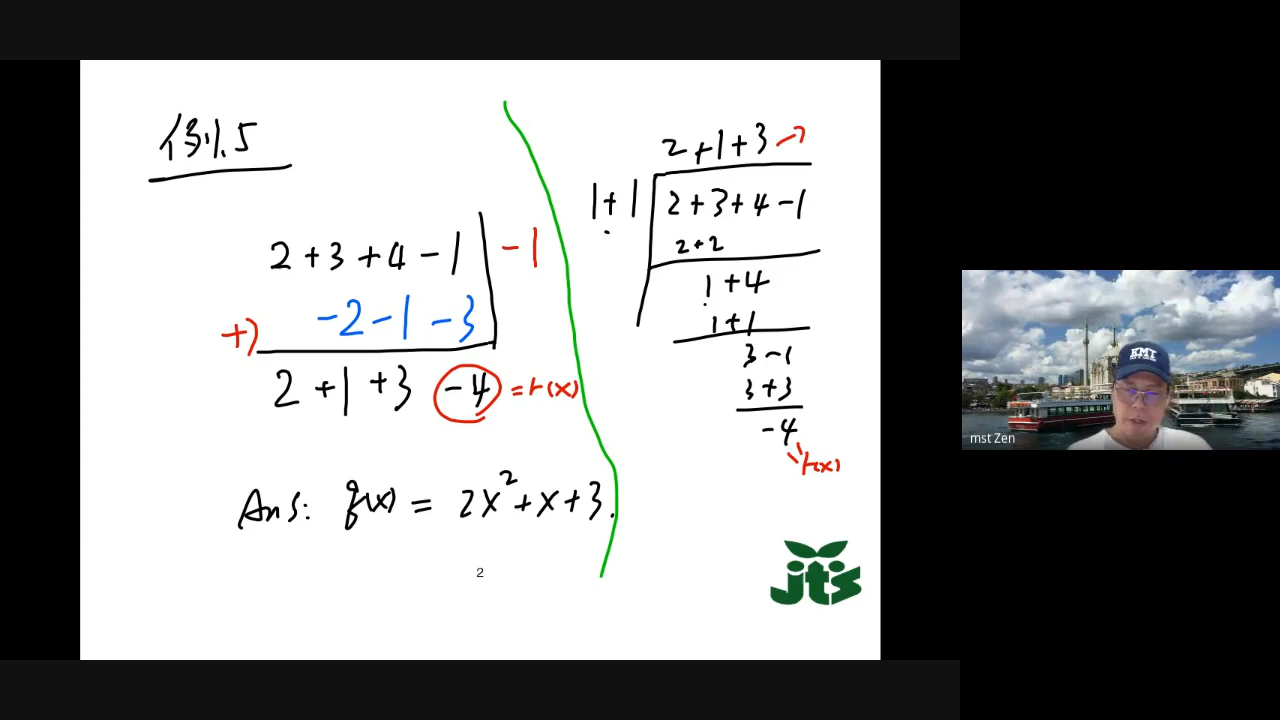 例.5
2 + 3 + 4 - 1 | - 1
- 2 - 1 - 3
+)
2 + 1 + 3 - 4 = r(x)
Ans: q(x) = 2x² + x + 3.
2 + 1 + 3
1 + 1 | 2 + 3 + 4 - 1
2 + 2
1 + 4
1 + 1
3 - 1
3 + 3
- 4
r(x)
2
jts
KMT
mst Zen